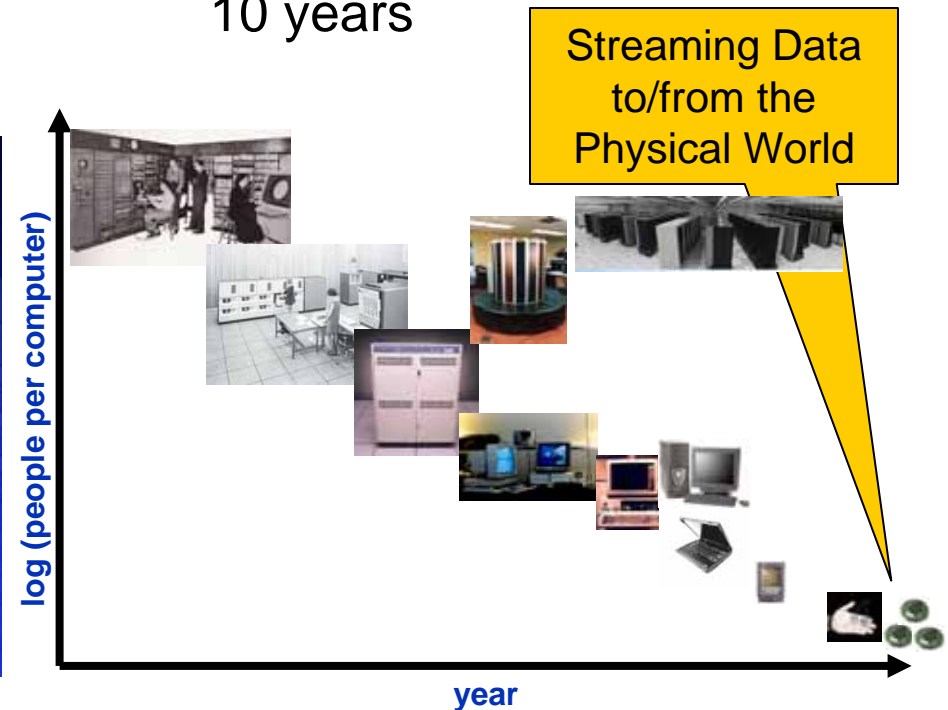 10 years
Streaming Data
to/from the
Physical World
log (people per computer)
year